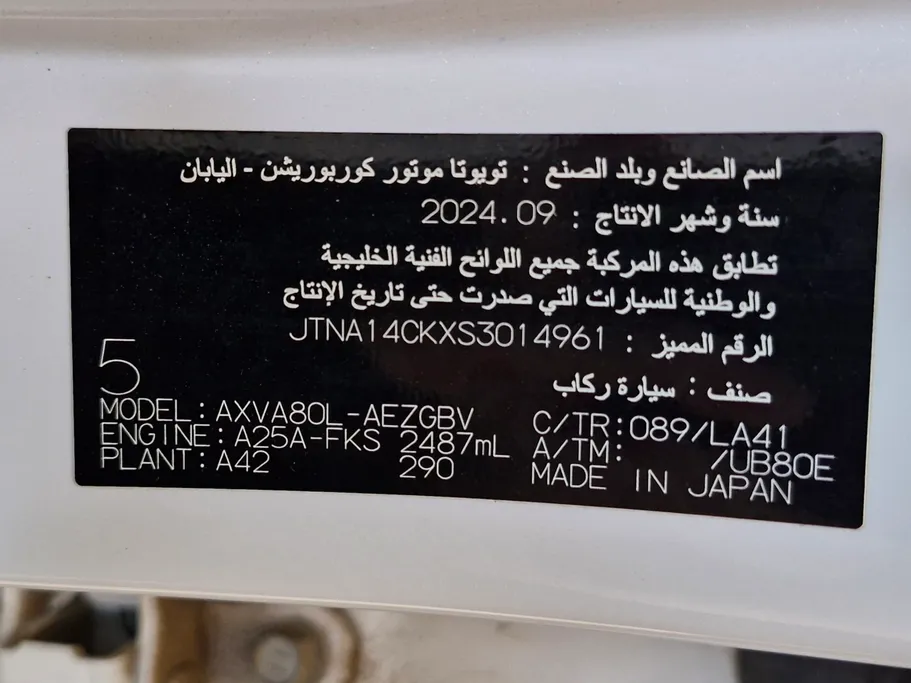 اسم الصانع وبلد الصنع : تويوتا موتور كوربوريشن - اليابان
سنة وشهر الانتاج : 2024.09
تطابق هذه المركبة جميع اللوائح الفنية الخليجية
والوطنية للسيارات التي صدرت حتى تاريخ الإنتاج
الرقم المميز : JTNA14CKXS3014961
صنف : سيارة ركاب
5
MODEL: AXVA80L-AEZGBV C/TR: 089/LA41
ENGINE: A25A-FKS 2487mL A/TM: /UB80E
PLANT: A42 290 MADE IN JAPAN